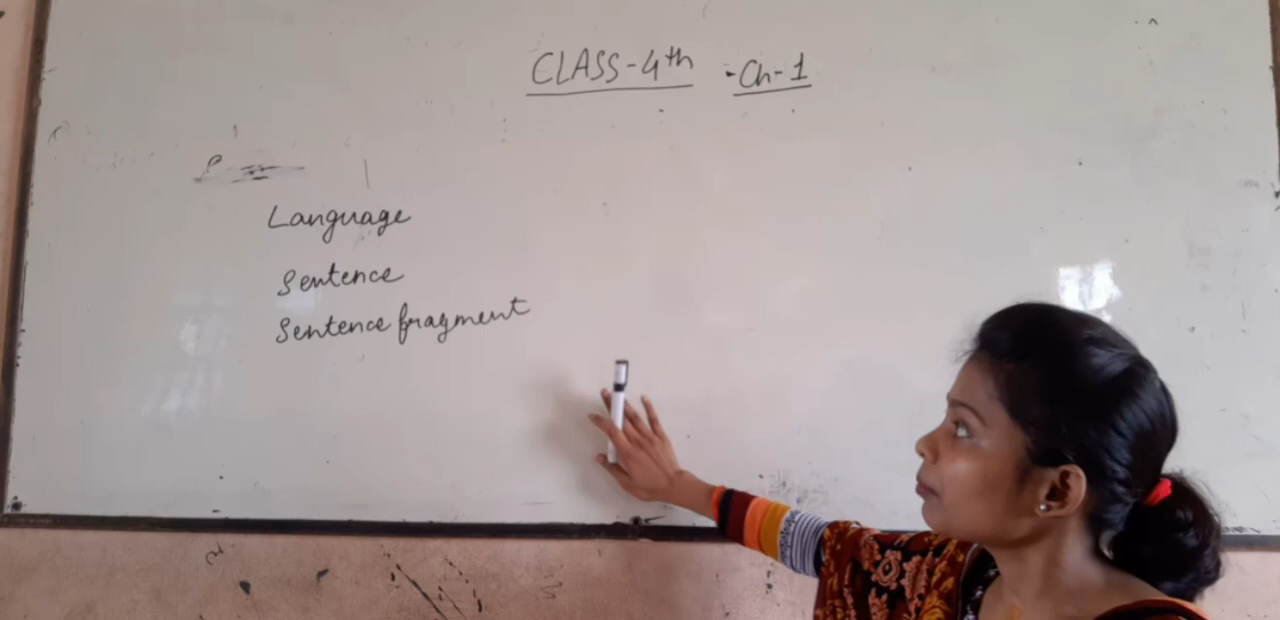 CLASS-4th -Ch-1
Language
Sentence
Sentence fragment